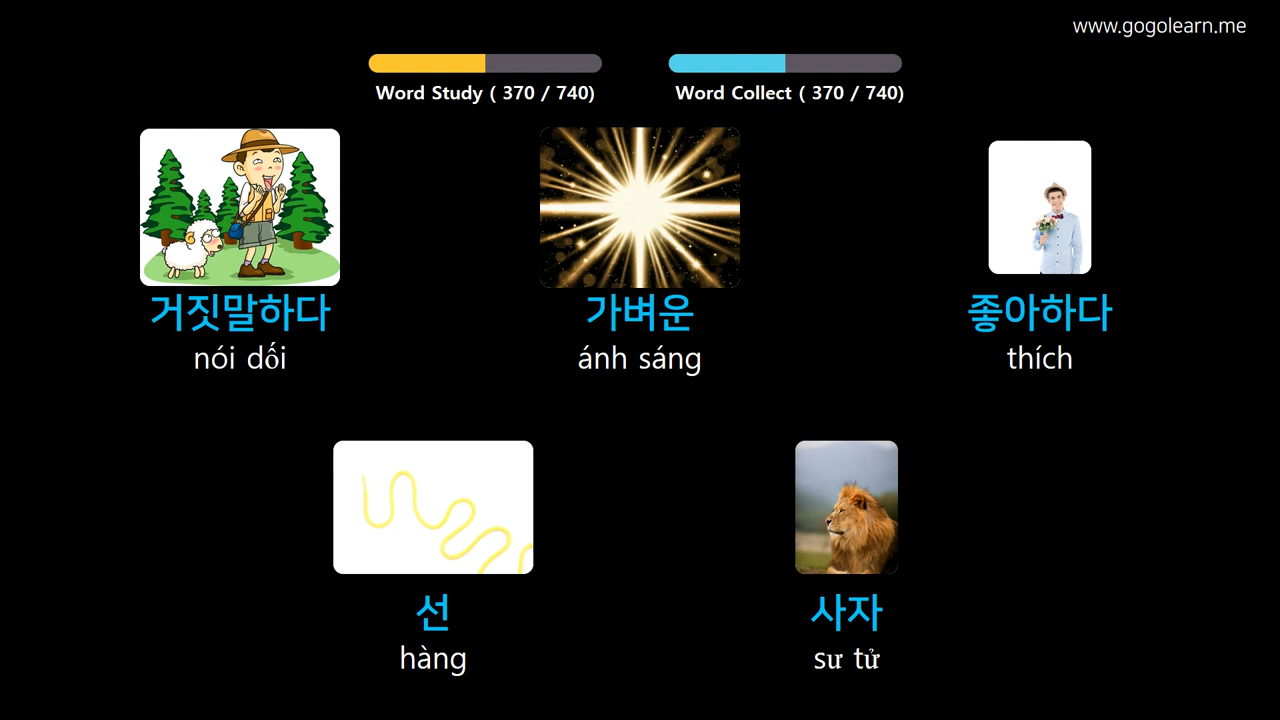 www.gogolearn.me
Word Study ( 370 / 740)
Word Collect ( 370 / 740)
거짓말하다
nói dối
가벼운
ánh sáng
좋아하다
thích
선
hàng
사자
sư tử